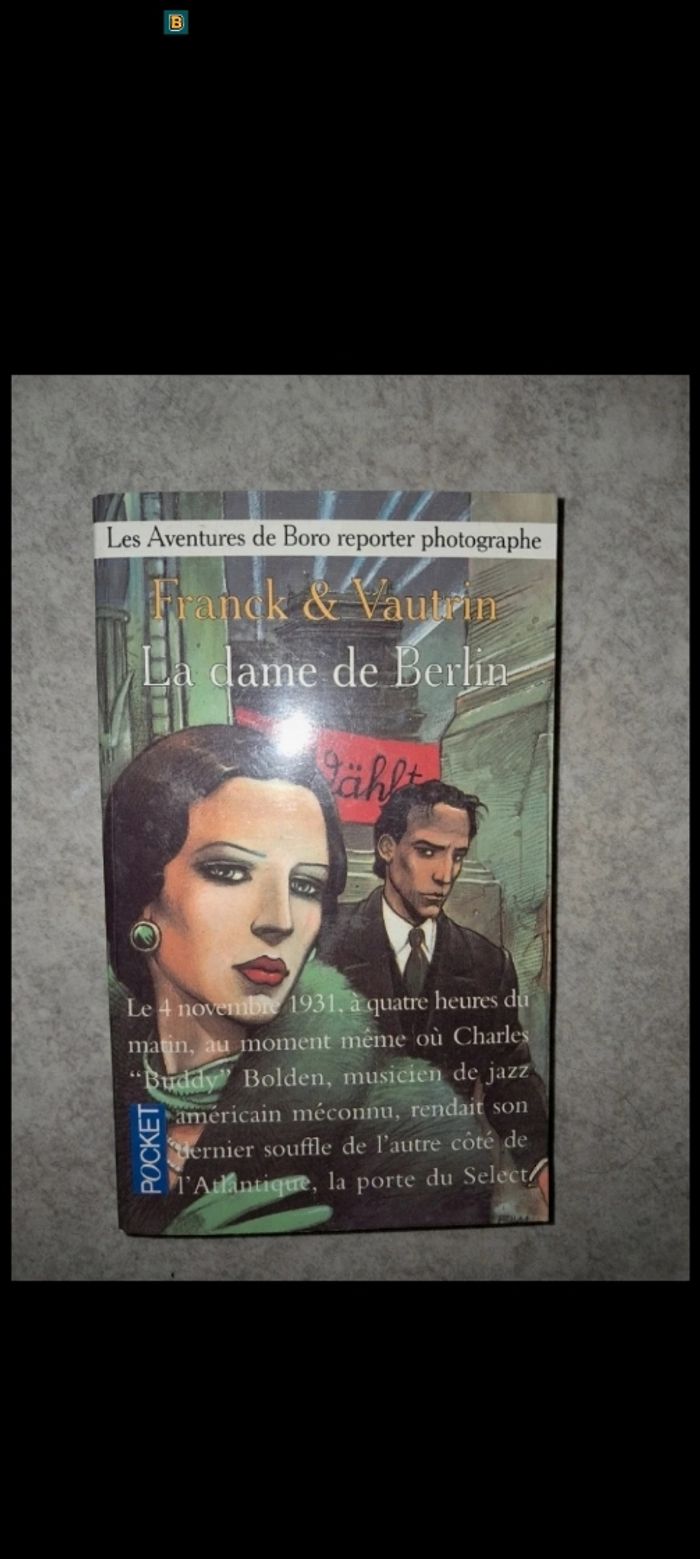 B
Les Aventures de Boro reporter photographe
Franck & Vautrin
La dame de Berlin
Wählt
Le 4 novembre 1931, à quatre heures du
matin, au moment même où Charles
“Buddy” Bolden, musicien de jazz
américain méconnu, rendait son
dernier souffle de l’autre côté de
l’Atlantique, la porte du Select
POCKET